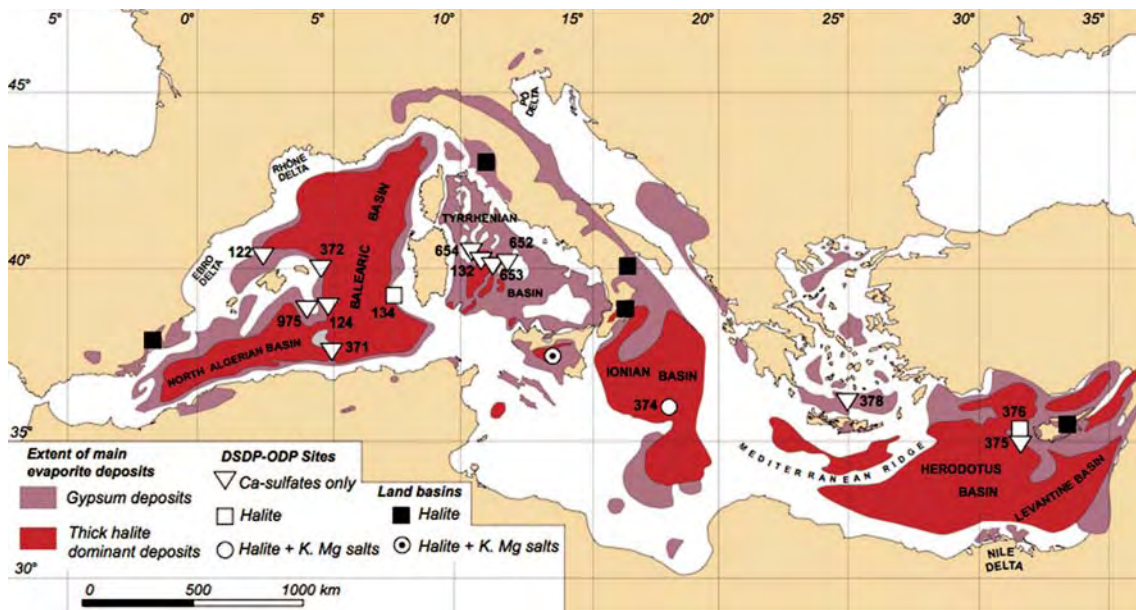 5° 0° 5° 10° 15° 20° 25° 30° 35°
45°
PÔ DELTA
RHÔNE DELTA
BASIN
TYRRHENIAN
654 652
122 372
40°
EBRO DELTA
132 653
BALEARIC
BASIN
134
975 124
371
NORTH ALGERIAN BASIN
IONIAN
BASIN
374
378
376
375
35°
MEDITERRANEAN RIDGE
HERODOTUS
BASIN
LEVANTINE BASIN
NILE
DELTA
Extent of main
evaporite deposits
Gypsum deposits
Thick halite
dominant deposits
DSDP-ODP Sites
Ca-sulfates only
Halite
Halite + K. Mg salts
Land basins
Halite
Halite + K. Mg salts
30°
0 500 1000 km